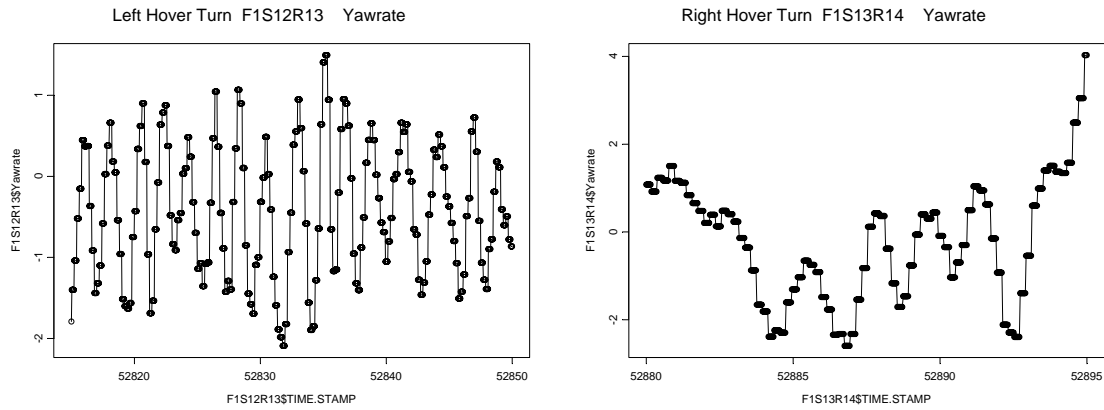 Left Hover Turn F1S12R13 Yawrate
F1S12R13$Yawrate
1
0
-1
-2
52820 52830 52840 52850
F1S12R13$TIME.STAMP
Right Hover Turn F1S13R14 Yawrate
F1S13R14$Yawrate
4
2
0
-2
52880 52885 52890 52895
F1S13R14$TIME.STAMP